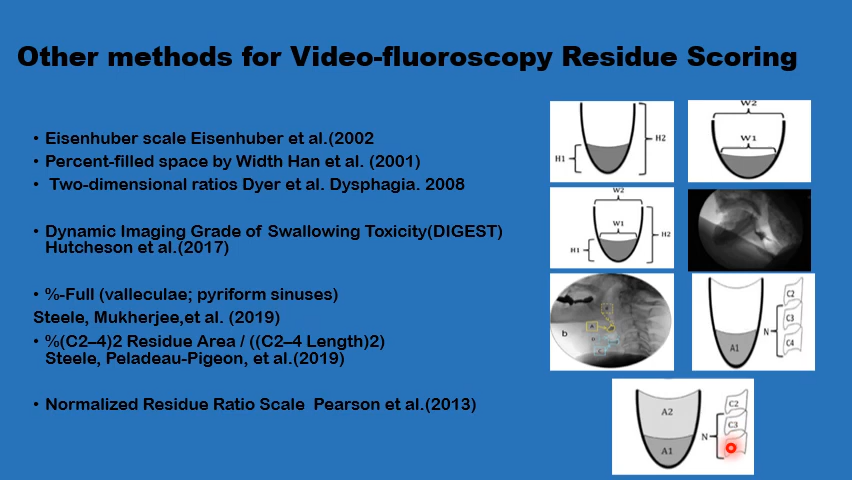 Other methods for Video-fluoroscopy Residue Scoring
• Eisenhuber scale Eisenhuber et al.(2002
• Percent-filled space by Width Han et al. (2001)
• Two-dimensional ratios Dyer et al. Dysphagia. 2008
• Dynamic Imaging Grade of Swallowing Toxicity(DIGEST)
Hutcheson et al.(2017)
• %-Full (valleculae; pyriform sinuses)
Steele, Mukherjee,et al. (2019)
• %(C2–4)2 Residue Area / ((C2–4 Length)2)
Steele, Peladeau-Pigeon, et al.(2019)
• Normalized Residue Ratio Scale Pearson et al.(2013)
H1
H2
W2
W1
W2
W1
H1
H2
b
A
C2
C3
N
C4
A1
A2
C2
C3
N
A1